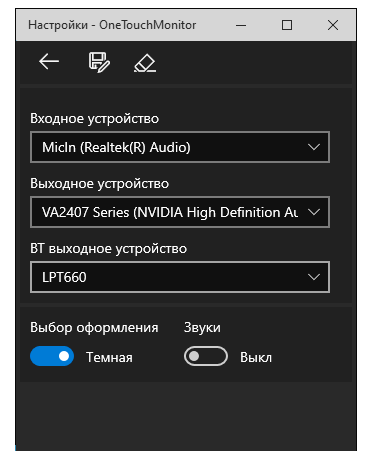 Настройки - OneTouchMonitor
Входное устройство
MicIn (Realtek(R) Audio)
Выходное устройство
VA2407 Series (NVIDIA High Definition Au
BT выходное устройство
LPT660
Выбор оформления Звуки
Темная Выкл